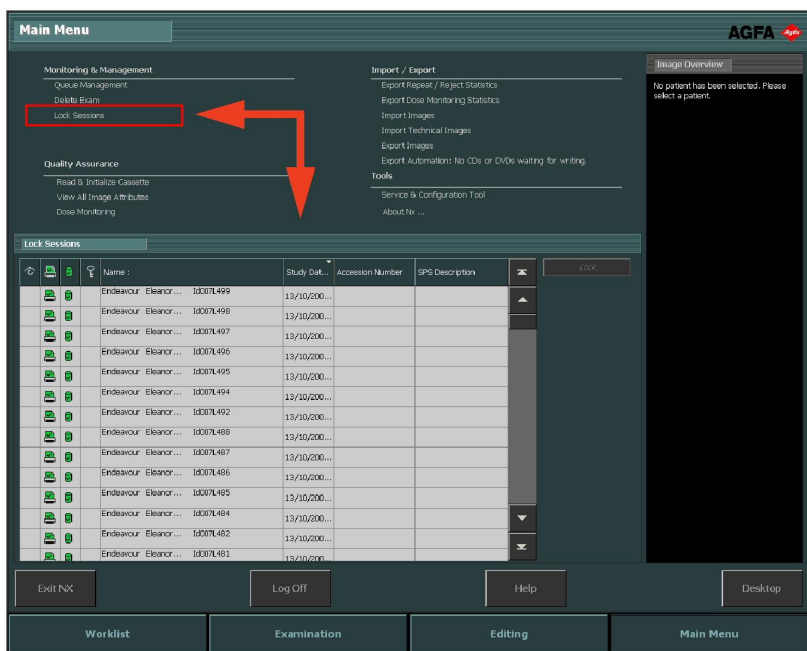 Main Menu
AGFA
Agfa
Monitoring & Management
Queue Management
Delete Exam
Lock Sessions
Quality Assurance
Read & Initialize Cassette
View All Image Attributes
Dose Monitoring
Import / Export
Export Repeat / Reject Statistics
Export Dose Monitoring Statistics
Import Images
Import Technical Images
Export Images
Export Automation: No CDs or DVDs waiting for writing.
Tools
Service & Configuration Tool
About Nx ...
Image Overview
No patient has been selected. Please
select a patient.
Lock Sessions
Name : Study Dat... Accession Number SPS Description
Lock
Endeavour Eleanor... Id007L499 13/10/200...
Endeavour Eleanor... Id007L498 13/10/200...
Endeavour Eleanor... Id007L497 13/10/200...
Endeavour Eleanor... Id007L496 13/10/200...
Endeavour Eleanor... Id007L495 13/10/200...
Endeavour Eleanor... Id007L494 13/10/200...
Endeavour Eleanor... Id007L492 13/10/200...
Endeavour Eleanor... Id007L488 13/10/200...
Endeavour Eleanor... Id007L487 13/10/200...
Endeavour Eleanor... Id007L486 13/10/200...
Endeavour Eleanor... Id007L485 13/10/200...
Endeavour Eleanor... Id007L484 13/10/200...
Endeavour Eleanor... Id007L482 13/10/200...
Endeavour Eleanor... Id007L481 13/10/200...
Exit NX Log Off Help Desktop
Worklist Examination Editing Main Menu